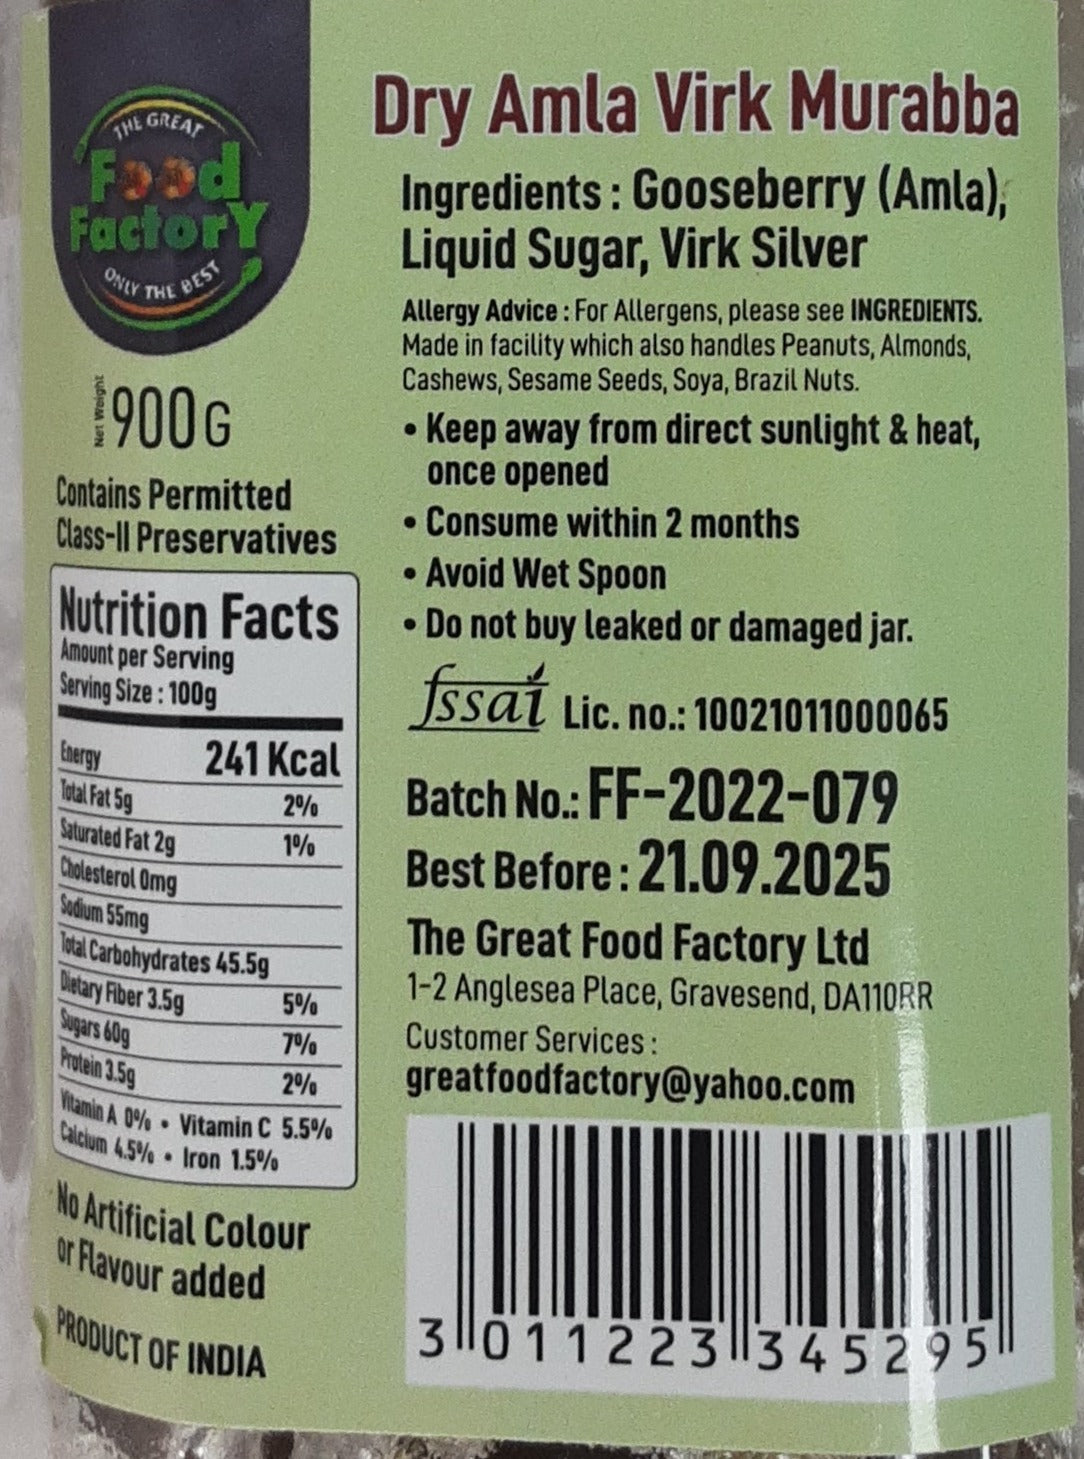 THE GREAT
Food
FactorY
ONLY THE BEST
Net Weight
900G
Contains Permitted
Class-II Preservatives
Nutrition Facts
Amount per Serving
Serving Size : 100g
Energy 241 Kcal
Total Fat 5g 2%
Saturated Fat 2g 1%
Cholesterol 0mg
Sodium 55mg
Total Carbohydrates 45.5g
Dietary Fiber 3.5g 5%
Sugars 60g 7%
Protein 3.5g 2%
Vitamin A 0% • Vitamin C 5.5%
Calcium 4.5% • Iron 1.5%
No Artificial Colour
or Flavour added
PRODUCT OF INDIA
Dry Amla Virk Murabba
Ingredients : Gooseberry (Amla),
Liquid Sugar, Virk Silver
Allergy Advice : For Allergens, please see INGREDIENTS.
Made in facility which also handles Peanuts, Almonds,
Cashews, Sesame Seeds, Soya, Brazil Nuts.
• Keep away from direct sunlight & heat,
once opened
• Consume within 2 months
• Avoid Wet Spoon
• Do not buy leaked or damaged jar.
fssai Lic. no.: 10021011000065
Batch No.: FF-2022-079
Best Before : 21.09.2025
The Great Food Factory Ltd
1-2 Anglesea Place, Gravesend, DA110RR
Customer Services :
greatfoodfactory@yahoo.com
3 011223 345295